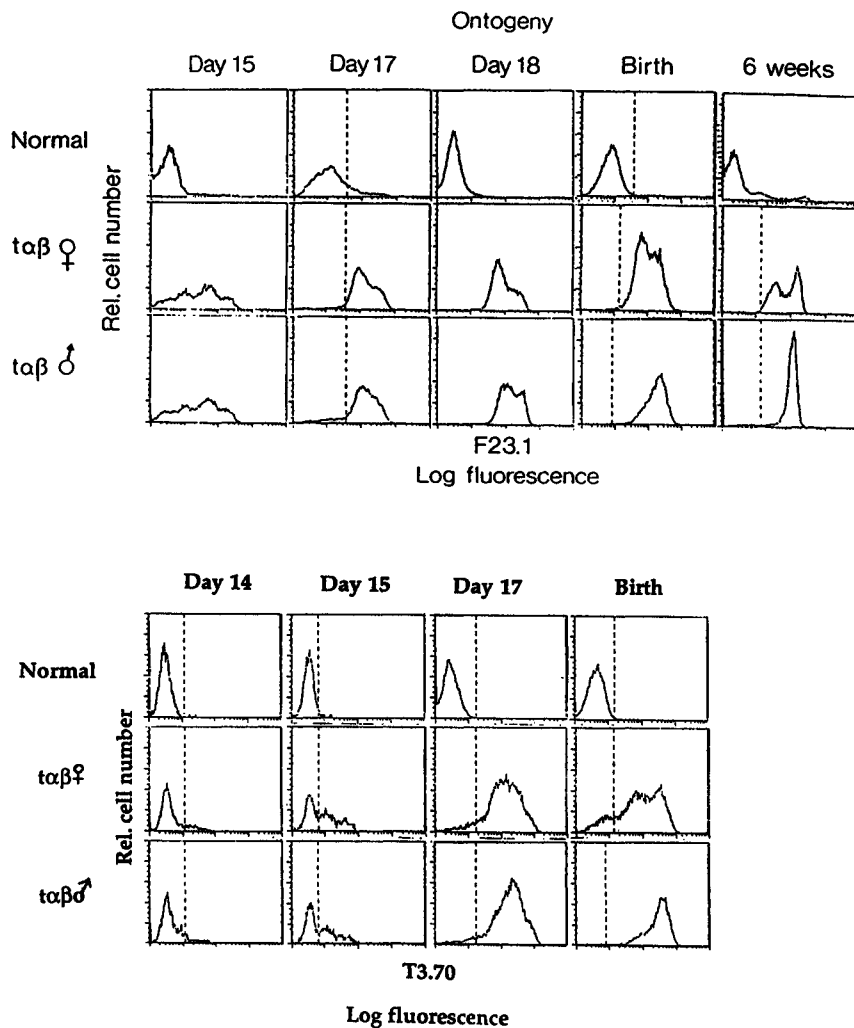 Ontogeny
Day 15 Day 17 Day 18 Birth 6 weeks
Normal
tαβ ♀
tαβ ♂
Rel. cell number
F23.1
Log fluorescence
Day 14 Day 15 Day 17 Birth
Normal
tαβ♀
tαβ♂
Rel. cell number
T3.70
Log fluorescence